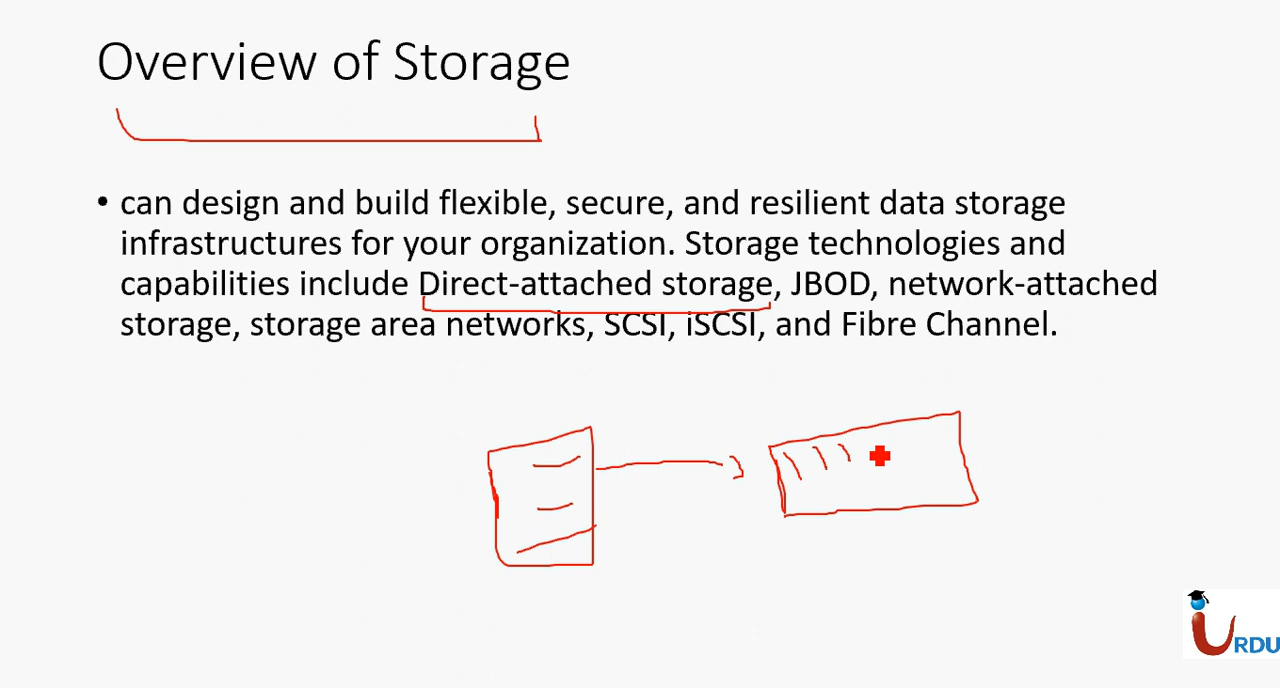 Overview of Storage
• can design and build flexible, secure, and resilient data storage
infrastructures for your organization. Storage technologies and
capabilities include Direct-attached storage, JBOD, network-attached
storage, storage area networks, SCSI, iSCSI, and Fibre Channel.
iURDU